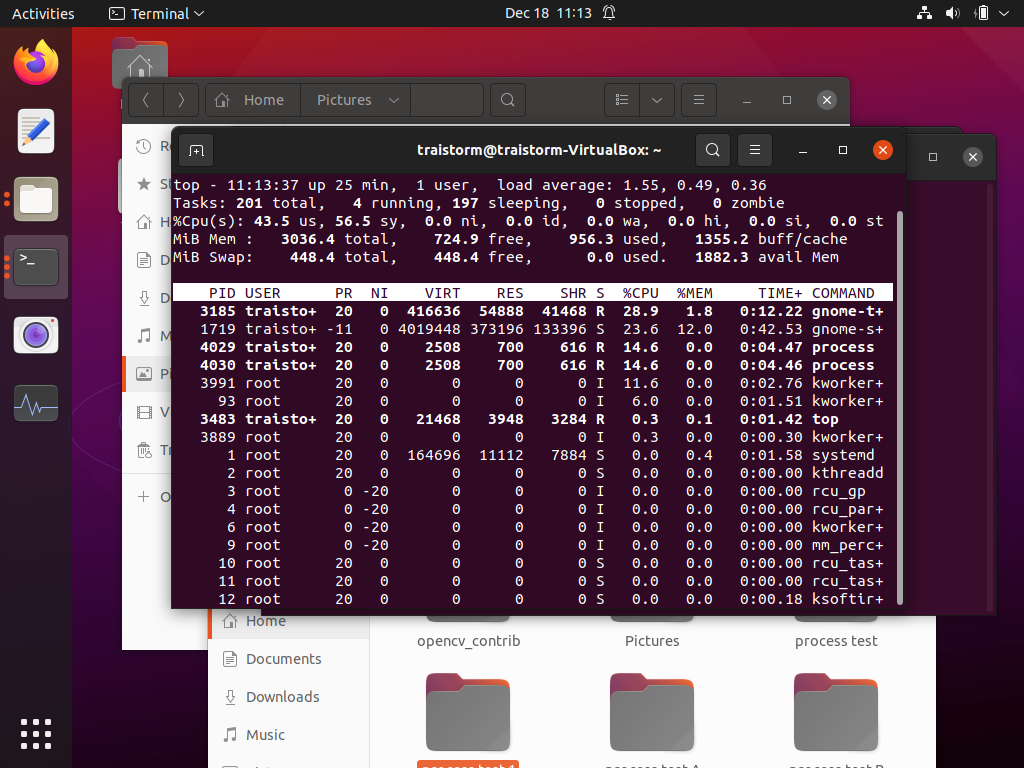 Activities
Terminal
Dec 18 11:13
Home
Pictures
traistorm@traistorm-VirtualBox: ~
top - 11:13:37 up 25 min, 1 user, load average: 1.55, 0.49, 0.36
Tasks: 201 total, 4 running, 197 sleeping, 0 stopped, 0 zombie
%Cpu(s): 43.5 us, 56.5 sy, 0.0 ni, 0.0 id, 0.0 wa, 0.0 hi, 0.0 si, 0.0 st
MiB Mem : 3036.4 total, 724.9 free, 956.3 used, 1355.2 buff/cache
MiB Swap: 448.4 total, 448.4 free, 0.0 used. 1882.3 avail Mem
PID USER PR NI VIRT RES SHR S %CPU %MEM TIME+ COMMAND
3185 traisto+ 20 0 416636 54888 41468 R 28.9 1.8 0:12.22 gnome-t+
1719 traisto+ -11 0 4019448 373196 133396 S 23.6 12.0 0:42.53 gnome-s+
4029 traisto+ 20 0 2508 700 616 R 14.6 0.0 0:04.47 process
4030 traisto+ 20 0 2508 700 616 R 14.6 0.0 0:04.46 process
3991 root 20 0 0 0 0 I 11.6 0.0 0:02.76 kworker+
93 root 20 0 0 0 0 I 6.0 0.0 0:01.51 kworker+
3483 traisto+ 20 0 21468 3948 3284 R 0.3 0.1 0:01.42 top
3889 root 20 0 0 0 0 I 0.3 0.0 0:00.30 kworker+
1 root 20 0 164696 11112 7884 S 0.0 0.4 0:01.58 systemd
2 root 20 0 0 0 0 S 0.0 0.0 0:00.00 kthreadd
3 root 0 -20 0 0 0 I 0.0 0.0 0:00.00 rcu_gp
4 root 0 -20 0 0 0 I 0.0 0.0 0:00.00 rcu_par+
6 root 0 -20 0 0 0 I 0.0 0.0 0:00.00 kworker+
9 root 0 -20 0 0 0 I 0.0 0.0 0:00.00 mm_perc+
10 root 20 0 0 0 0 S 0.0 0.0 0:00.00 rcu_tas+
11 root 20 0 0 0 0 S 0.0 0.0 0:00.00 rcu_tas+
12 root 20 0 0 0 0 S 0.0 0.0 0:00.18 ksoftir+
Home
Documents
Downloads
Music
opencv_contrib
Pictures
process test